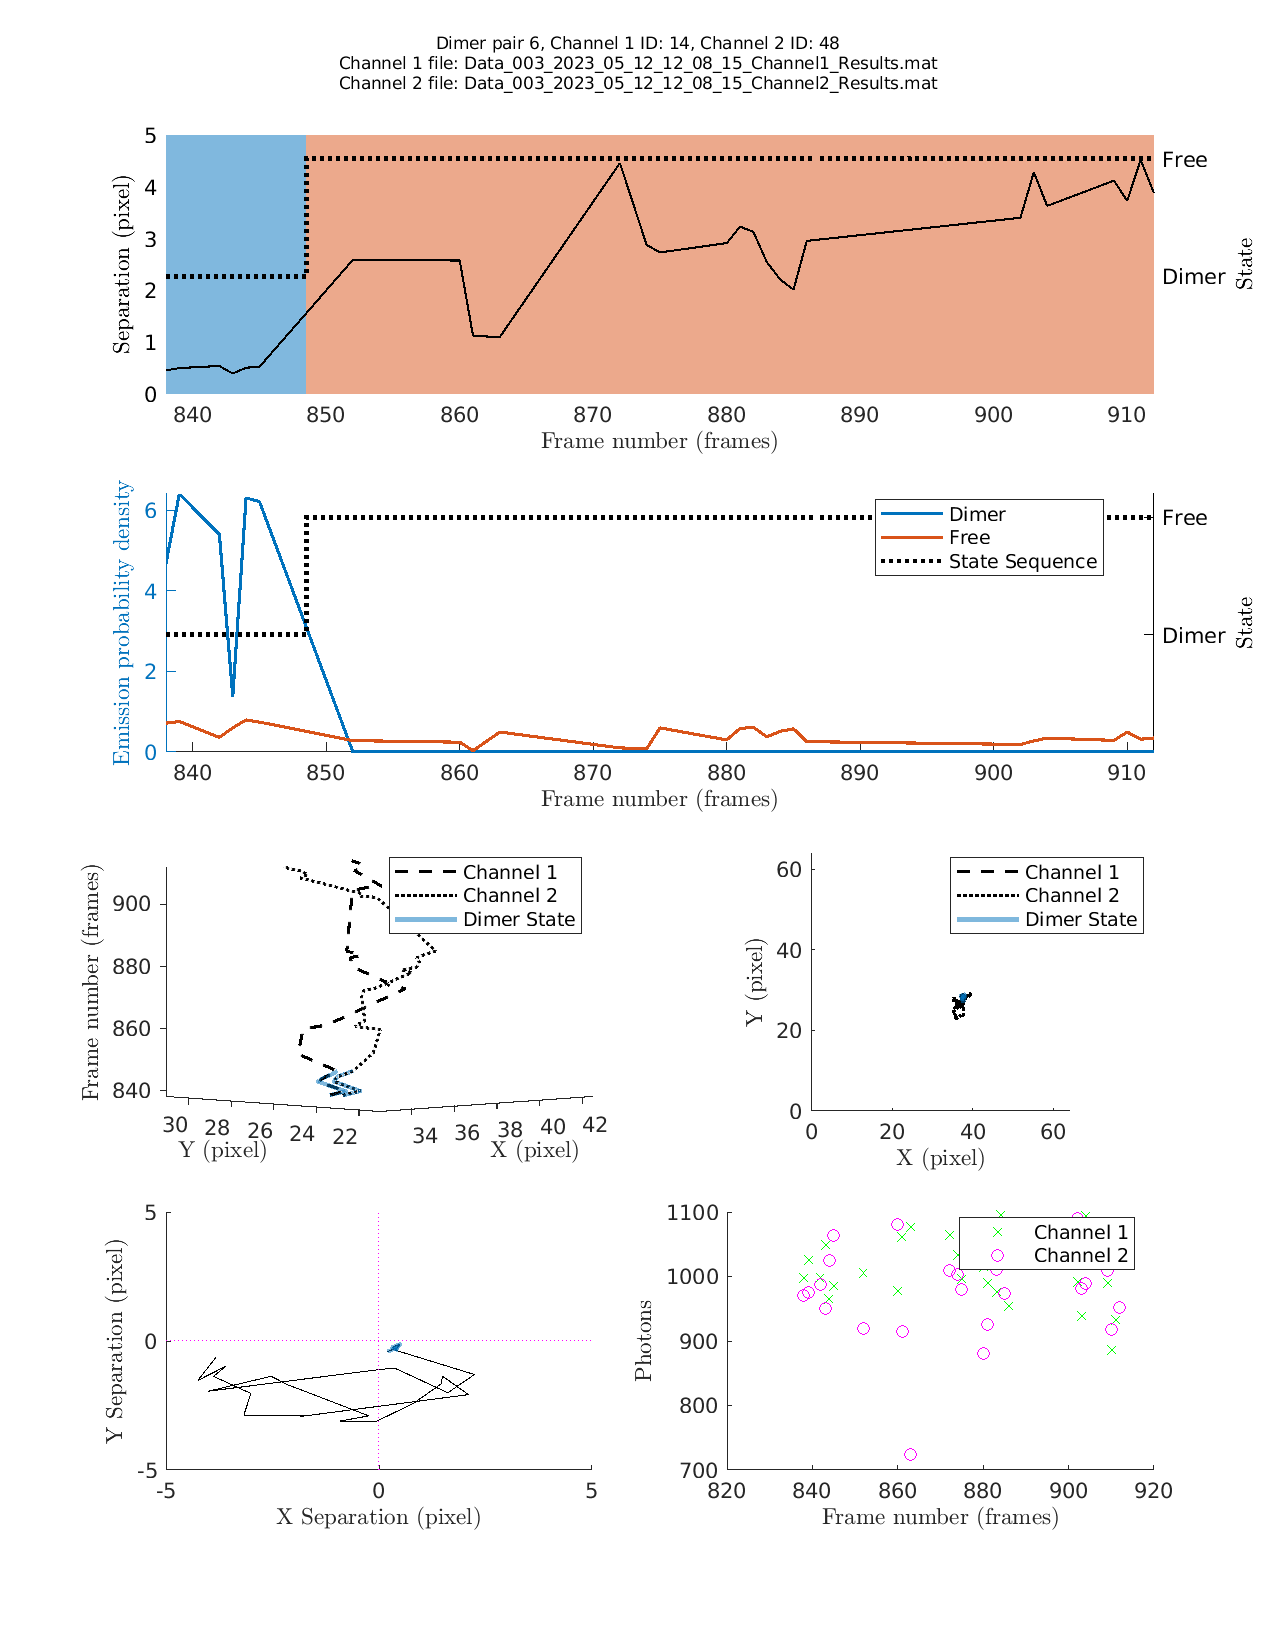 Dimer pair 6, Channel 1 ID: 14, Channel 2 ID: 48
Channel 1 file: Data_003_2023_05_12_12_08_15_Channel1_Results.mat
Channel 2 file: Data_003_2023_05_12_12_08_15_Channel2_Results.mat
Separation (pixel)
5
4
3
2
1
0
Free
Dimer
State
840 850 860 870 880 890 900 910
Frame number (frames)
Emission probability density
6
4
2
0
Dimer
Free
State Sequence
Free
Dimer
State
840 850 860 870 880 890 900 910
Frame number (frames)
Frame number (frames)
900
880
860
840
Channel 1
Channel 2
Dimer State
30 28 26 24 22 34 36 38 40 42
Y (pixel) X (pixel)
Y (pixel)
60
40
20
0
Channel 1
Channel 2
Dimer State
0 20 40 60
X (pixel)
Y Separation (pixel)
5
0
-5
-5 0 5
X Separation (pixel)
Photons
1100
1000
900
800
700
Channel 1
Channel 2
820 840 860 880 900 920
Frame number (frames)